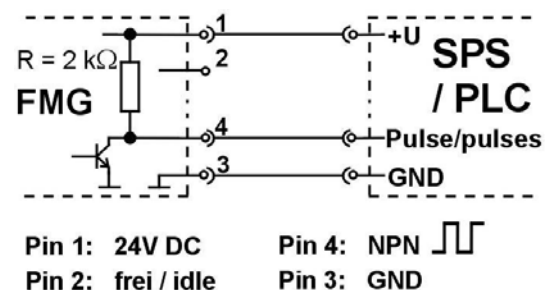 1
+U
SPS
/ PLC
R = 2 kΩ
2
FMG
4
Pulse/pulses
3
GND
Pin 1: 24V DC
Pin 4: NPN
Pin 2: frei / idle
Pin 3: GND